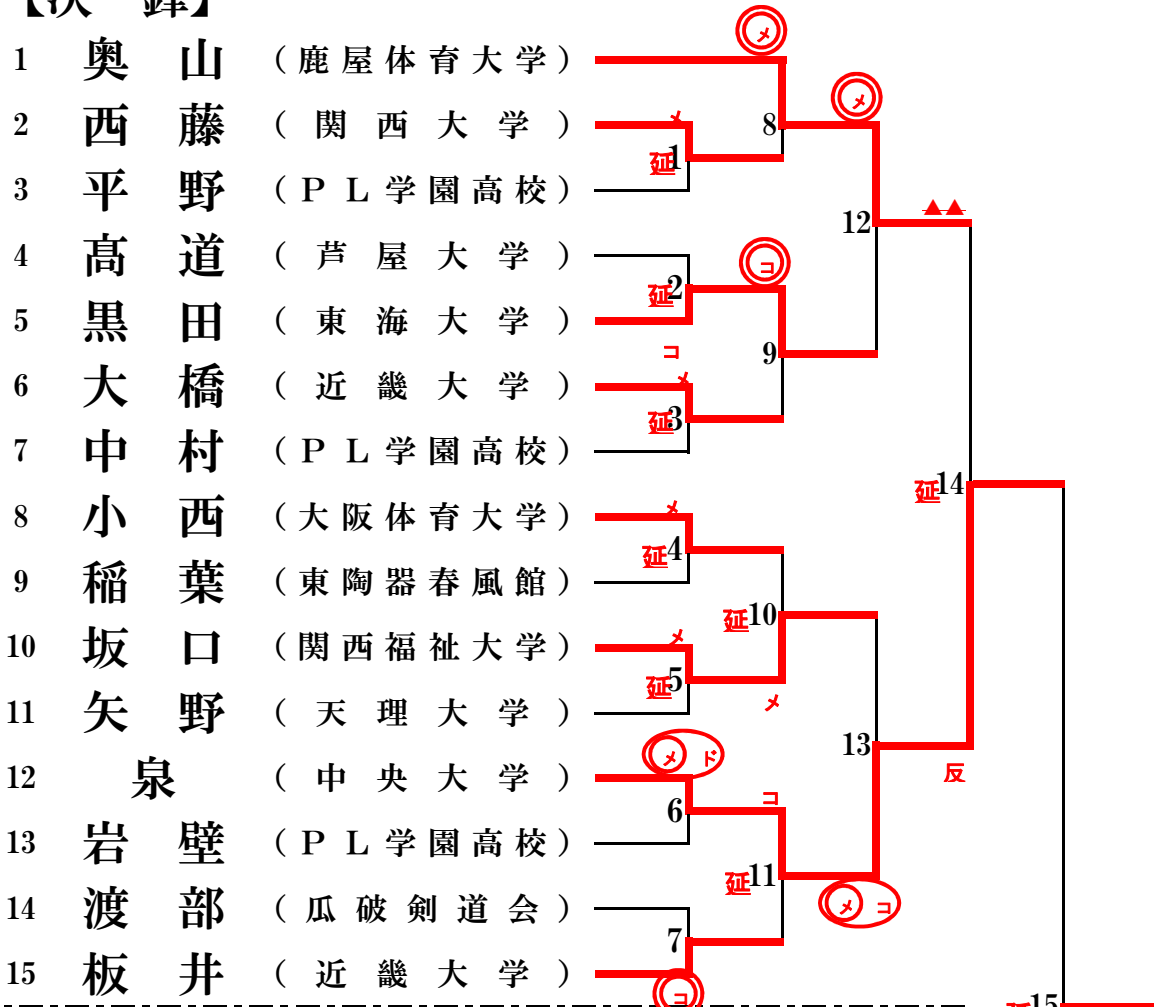 1 奥山 (鹿屋体育大学)
メ
2 西藤 (関西大学)
メ
8
メ
延1
3 平野 (PL学園高校)
12
▲▲
4 髙道 (芦屋大学)
コ
延2
5 黒田 (東海大学)
コ
9
6 大橋 (近畿大学)
メ
延3
7 中村 (PL学園高校)
延14
8 小西 (大阪体育大学)
メ
延4
9 稲葉 (東陶器春風館)
延10
10 坂口 (関西福祉大学)
メ
延5
メ
11 矢野 (天理大学)
13
反
メド
12 泉 (中央大学)
コ
6
13 岩壁 (PL学園高校)
延11
メコ
14 渡部 (瓜破剣道会)
7
15 板井 (近畿大学)
コ
15